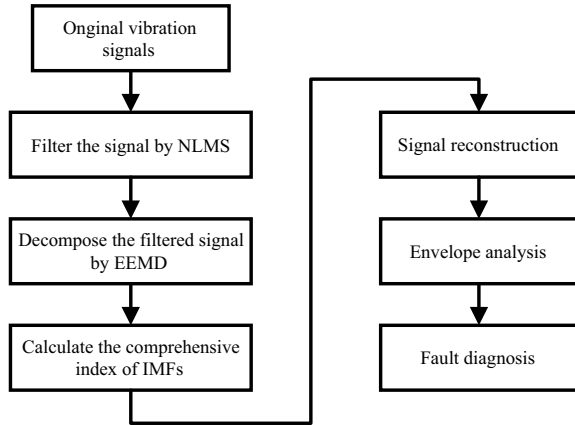 Onginal vibration
signals
Filter the signal by NLMS
Decompose the filtered signal
by EEMD
Calculate the comprehensive
index of IMFs
Signal reconstruction
Envelope analysis
Fault diagnosis